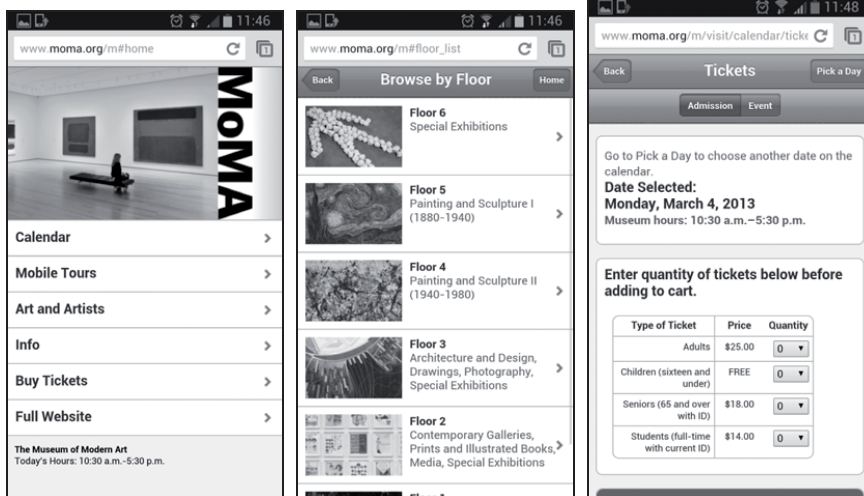 11:46
www.moma.org/m#home
1
MoMA
Calendar
Mobile Tours
Art and Artists
Info
Buy Tickets
Full Website
The Museum of Modern Art
Today's Hours: 10:30 a.m.-5:30 p.m.
11:46
www.moma.org/m#floor_list
1
Back
Browse by Floor
Home
Floor 6
Special Exhibitions
Floor 5
Painting and Sculpture I
(1880-1940)
Floor 4
Painting and Sculpture II
(1940-1980)
Floor 3
Architecture and Design,
Drawings, Photography,
Special Exhibitions
Floor 2
Contemporary Galleries,
Prints and Illustrated Books,
Media, Special Exhibitions
11:48
www.moma.org/m/visit/calendar/ticke
1
Back
Tickets
Pick a Day
Admission Event
Go to Pick a Day to choose another date on the
calendar.
Date Selected:
Monday, March 4, 2013
Museum hours: 10:30 a.m.–5:30 p.m.
Enter quantity of tickets below before
adding to cart.
Type of Ticket Price Quantity
Adults $25.00 0
Children (sixteen and
under) FREE 0
Seniors (65 and over
with ID) $18.00 0
Students (full-time
with current ID) $14.00 0